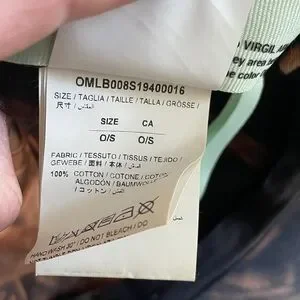 VIRGIL
OMLB008S19400016
SIZE / TAGLIA / TAILLE / TALLA / GRÖSSE /
尺寸 /
SIZE CA
O/S O/S
FABRIC / TESSUTO / TISSUS / TEJIDO /
GEWEBE / 面料 / 本体 /
100% COTTON / COTONE / COTON /
ALGODÓN / BAUMWOLLE /
/ コットン /
HAND WASH 30° / DO NOT BLEACH / DO